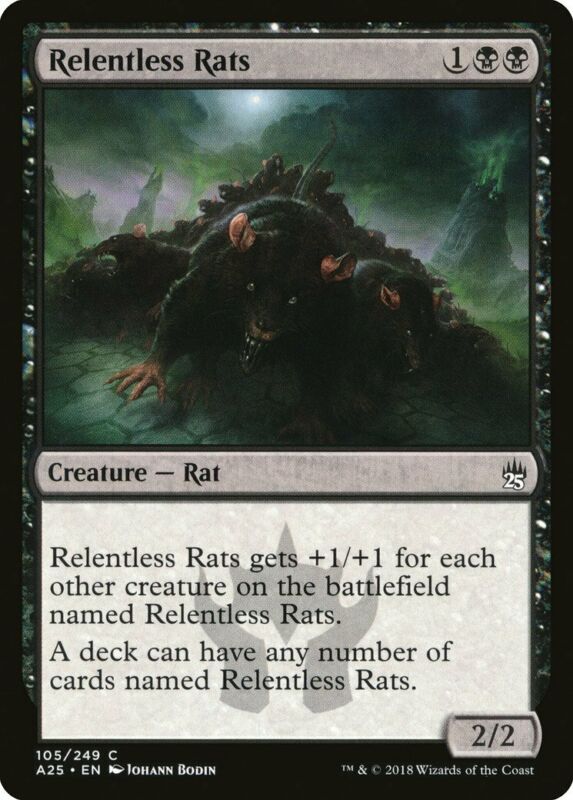 Relentless Rats 1
Creature — Rat
25
Relentless Rats gets +1/+1 for each
other creature on the battlefield
named Relentless Rats.
A deck can have any number of
cards named Relentless Rats.
2/2
105/249 C
A25 • EN Johann Bodin ™ & © 2018 Wizards of the Coast